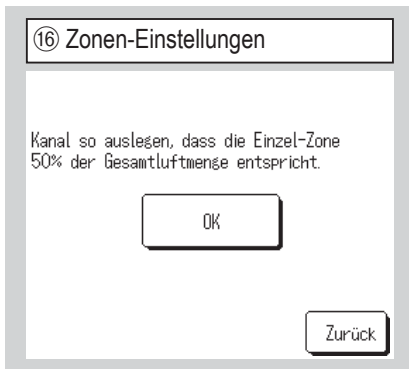 ⑯ Zonen-Einstellungen
Kanal so auslegen, dass die Einzel-Zone
50% der Gesamtluftmenge entspricht.
OK
Zurück